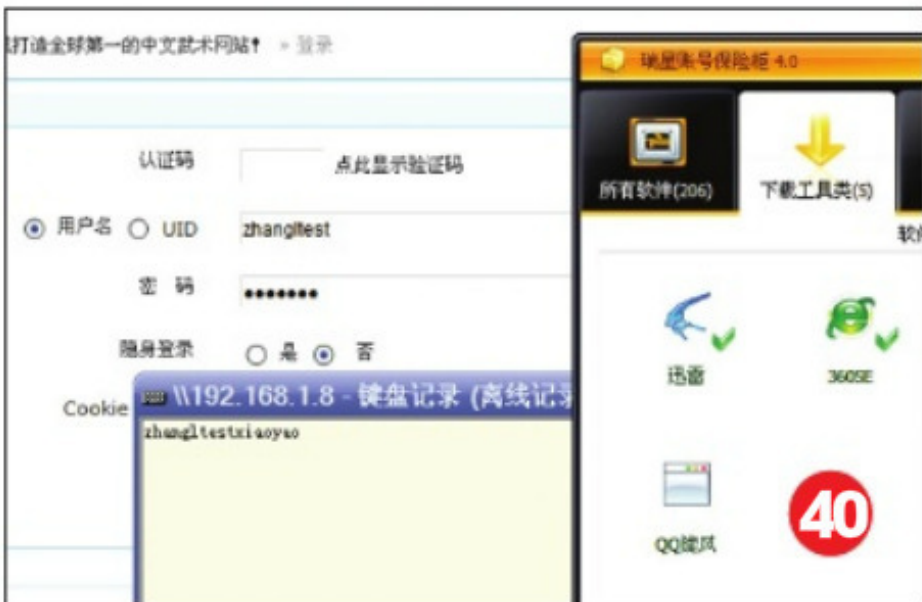 打造全球第一的中文武术网站! » 登录
认证码 点此显示验证码
用户名 UID zhangltest
密 码 •••••••
隐身登录 是 否
Cookie
\\192.168.1.8 - 键盘记录 (离线记录
zhangltestxiaoyao
瑞星账号保险柜 4.0
所有软件(206) 下载工具类(5)
软件
迅雷 360SE
QQ旋风 40